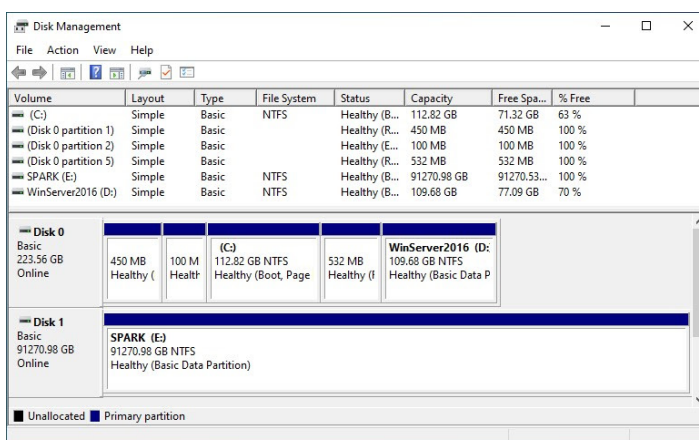 Disk Management
File Action View Help
Volume Layout Type File System Status Capacity Free Spa... % Free
(C:) Simple Basic NTFS Healthy (B... 112.82 GB 71.32 GB 63 %
(Disk 0 partition 1) Simple Basic Healthy (R... 450 MB 450 MB 100 %
(Disk 0 partition 2) Simple Basic Healthy (E... 100 MB 100 MB 100 %
(Disk 0 partition 5) Simple Basic Healthy (R... 532 MB 532 MB 100 %
SPARK (E:) Simple Basic NTFS Healthy (B... 91270.98 GB 91270.53... 100 %
WinServer2016 (D:) Simple Basic NTFS Healthy (B... 109.68 GB 77.09 GB 70 %
Disk 0
Basic
223.56 GB
Online
450 MB
Healthy (
100 M
Health
(C:)
112.82 GB NTFS
Healthy (Boot, Page
532 MB
Healthy (F
WinServer2016 (D:
109.68 GB NTFS
Healthy (Basic Data P
Disk 1
Basic
91270.98 GB
Online
SPARK (E:)
91270.98 GB NTFS
Healthy (Basic Data Partition)
Unallocated Primary partition